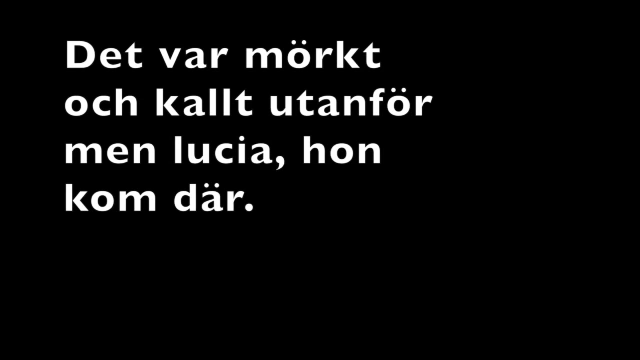 Det var mörkt
och kallt utanför
men lucia, hon
kom där.